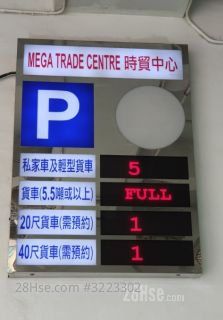 MEGA TRADE CENTRE 時貿中心
P
私家車及輕型貨車 5
貨車(5.5噸或以上) FULL
20尺貨車(需預約) 1
40尺貨車(需預約) 1
28Hse.com #3223302
28Hse.com